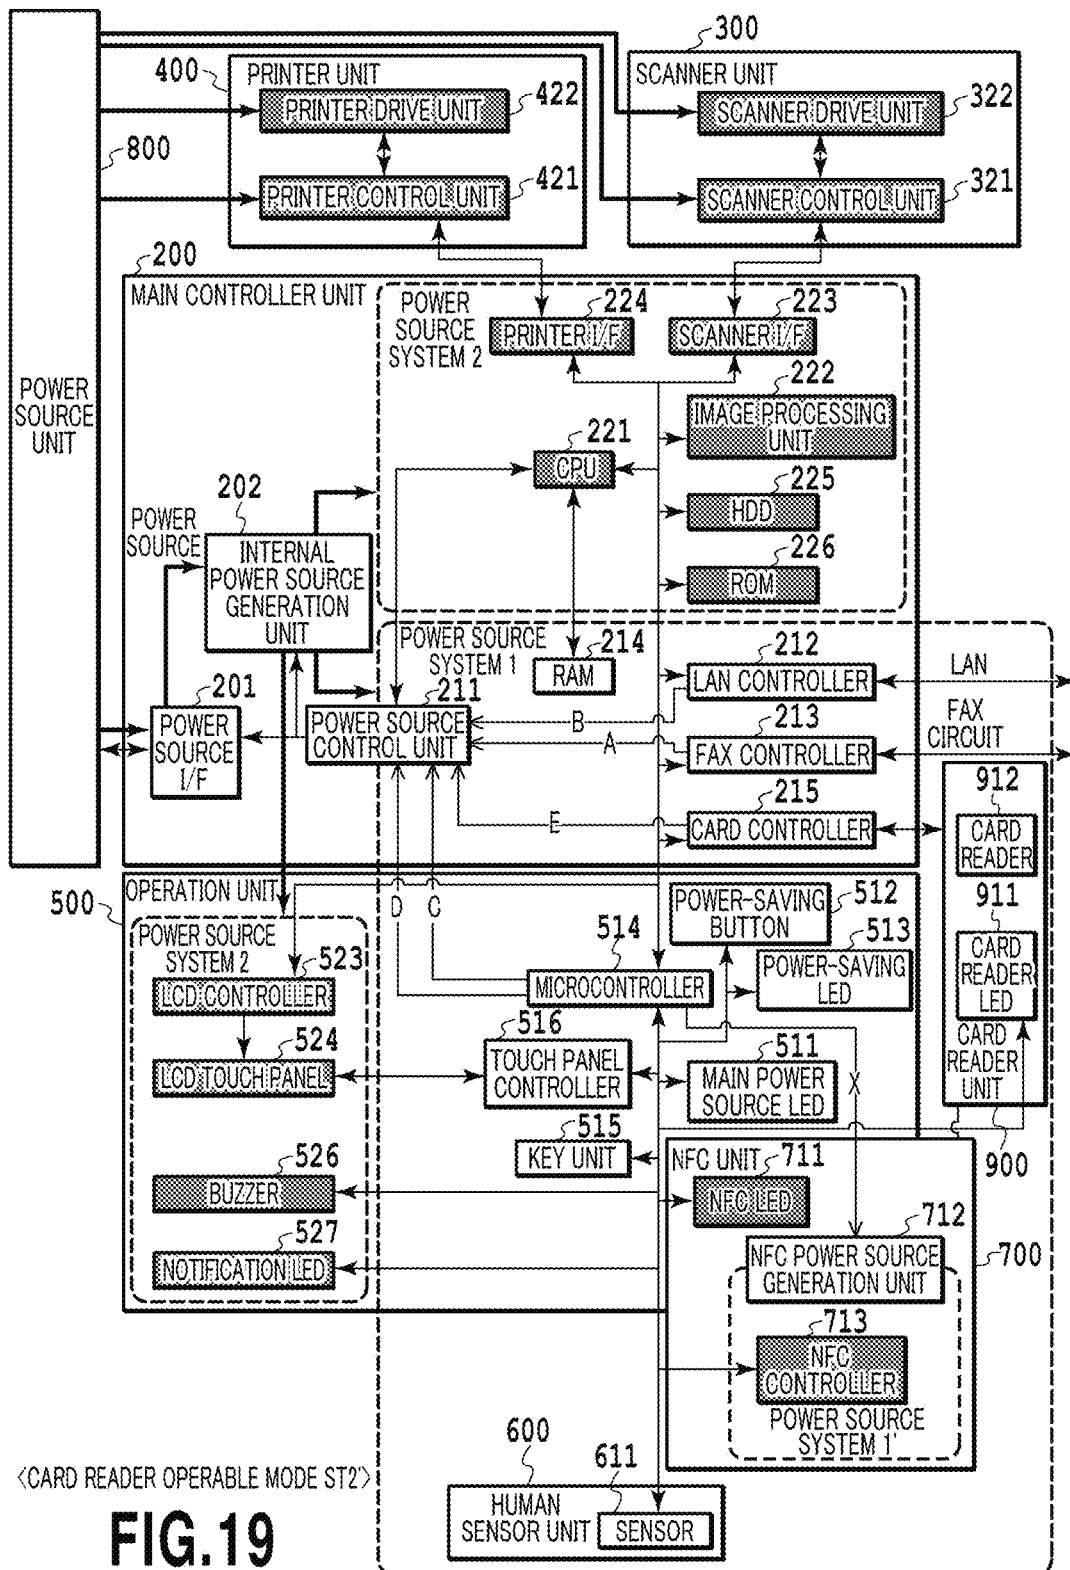 300
400
PRINTER UNIT
SCANNER UNIT
PRINTER DRIVE UNIT
422
SCANNER DRIVE UNIT
322
800
PRINTER CONTROL UNIT
421
SCANNER CONTROL UNIT
321
200
MAIN CONTROLLER UNIT
POWER
SOURCE
SYSTEM 2
224
223
PRINTER I/F
SCANNER I/F
POWER
SOURCE
UNIT
222
IMAGE PROCESSING
UNIT
221
CPU
225
HDD
202
POWER
SOURCE
INTERNAL
POWER SOURCE
GENERATION
UNIT
226
ROM
POWER SOURCE
SYSTEM 1
214
RAM
212
LAN CONTROLLER
LAN
201
POWER
SOURCE
I/F
211
POWER SOURCE
CONTROL UNIT
B
A
213
FAX CONTROLLER
FAX
CIRCUIT
215
E
CARD CONTROLLER
912
CARD
READER
500
OPERATION UNIT
D
C
POWER-SAVING
BUTTON
512
911
CARD
READER
LED
POWER SOURCE
SYSTEM 2
523
LCD CONTROLLER
514
MICROCONTROLLER
513
POWER-SAVING
LED
524
LCD TOUCH PANEL
516
TOUCH PANEL
CONTROLLER
511
MAIN POWER
SOURCE LED
X
CARD
READER
UNIT
900
515
KEY UNIT
526
BUZZER
NFC UNIT
711
NFC LED
527
NOTIFICATION LED
712
NFC POWER SOURCE
GENERATION UNIT
700
713
NFC
CONTROLLER
POWER SOURCE
SYSTEM 1'
600
611
HUMAN
SENSOR UNIT
SENSOR
<CARD READER OPERABLE MODE ST2'>
FIG.19